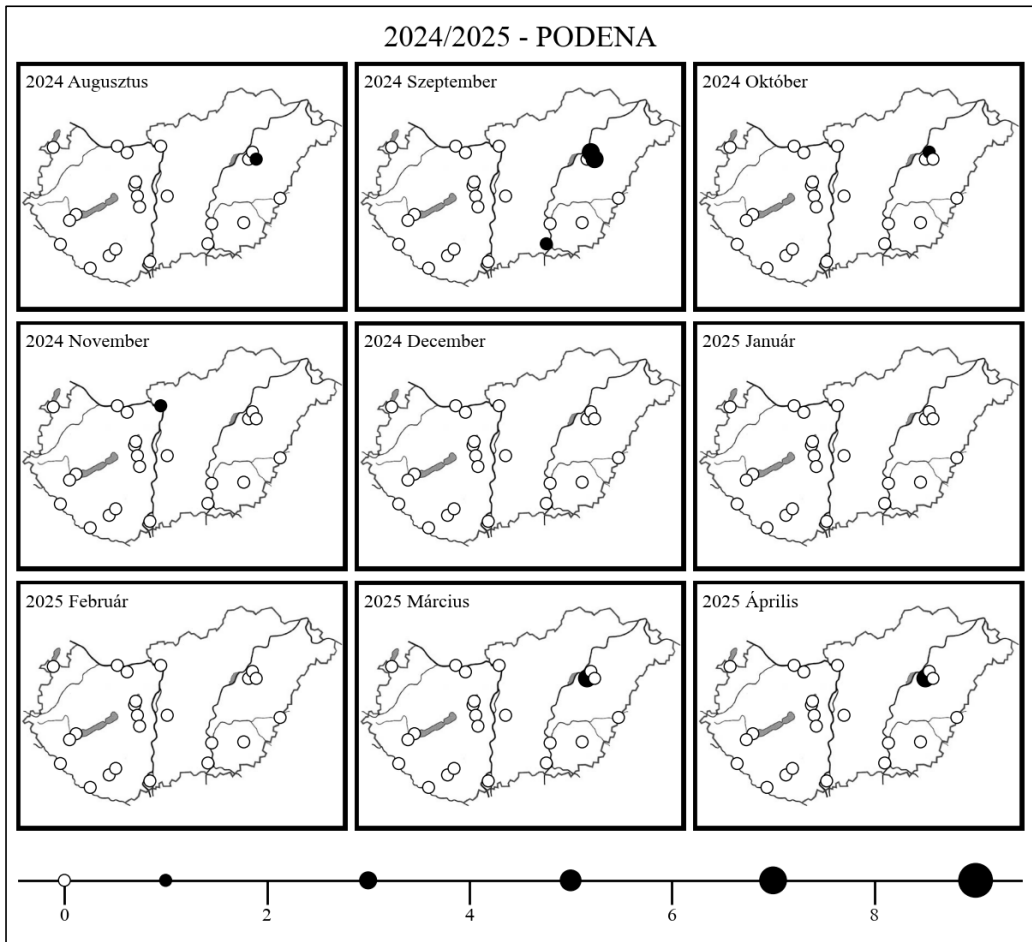 2024/2025 - PODENA
2024 Augusztus
2024 Szeptember
2024 Október
2024 November
2024 December
2025 Január
2025 Február
2025 Március
2025 Április
0
2
4
6
8